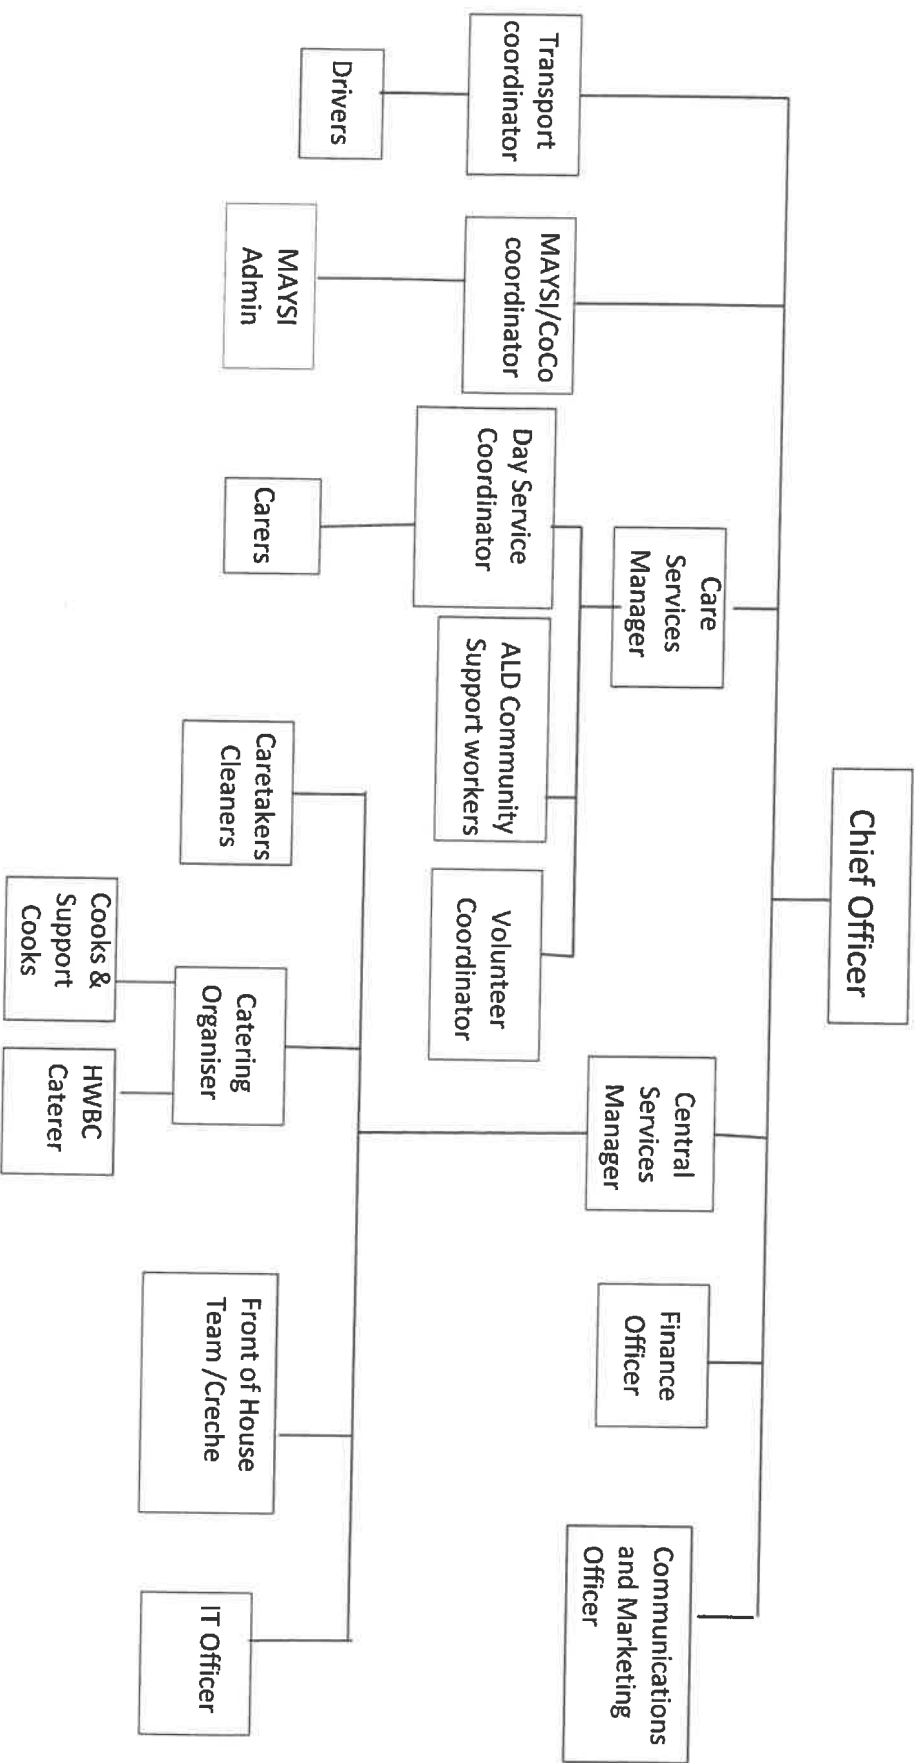 Chief Officer
Transport
coordinator
MAYSI/CoCo
coordinator
Care
Services
Manager
Central
Services
Manager
Finance
Officer
Communications
and Marketing
Officer
Drivers
MAYSI
Admin
Day Service
Coordinator
ALD Community
Support workers
Volunteer
Coordinator
Carers
Caretakers
Cleaners
Catering
Organiser
Front of House
Team /Creche
IT Officer
Cooks &
Support
Cooks
HWBC
Caterer